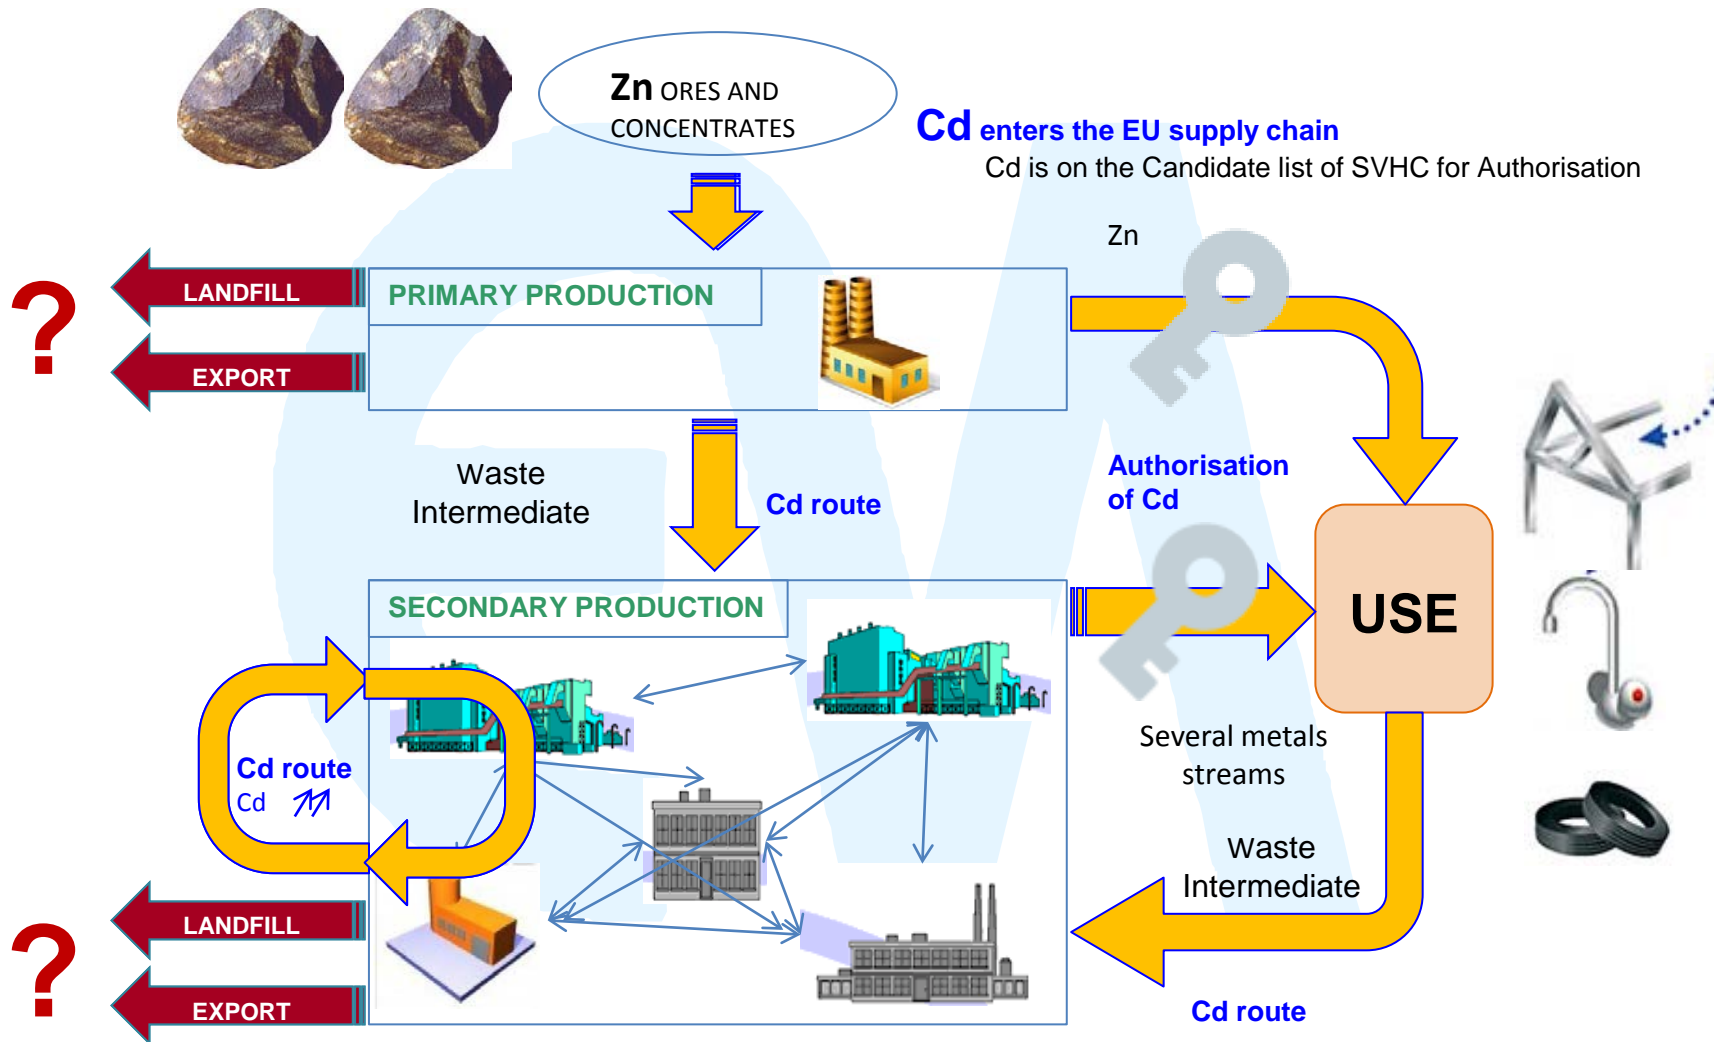 Zn ORES AND
CONCENTRATES
Cd enters the EU supply chain
Cd is on the Candidate list of SVHC for Authorisation
Zn
?
LANDFILL
PRIMARY PRODUCTION
EXPORT
Waste
Intermediate
Cd route
Authorisation
of Cd
SECONDARY PRODUCTION
USE
Cd route
Cd
Several metals
streams
Waste
Intermediate
?
LANDFILL
EXPORT
Cd route